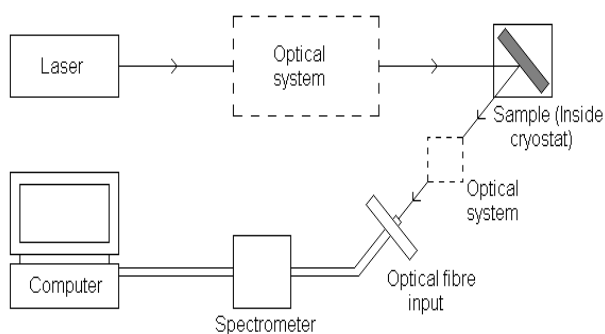 Laser
Optical
system
Sample (Inside
cryostat)
Optical
system
Optical fibre
input
Computer
Spectrometer